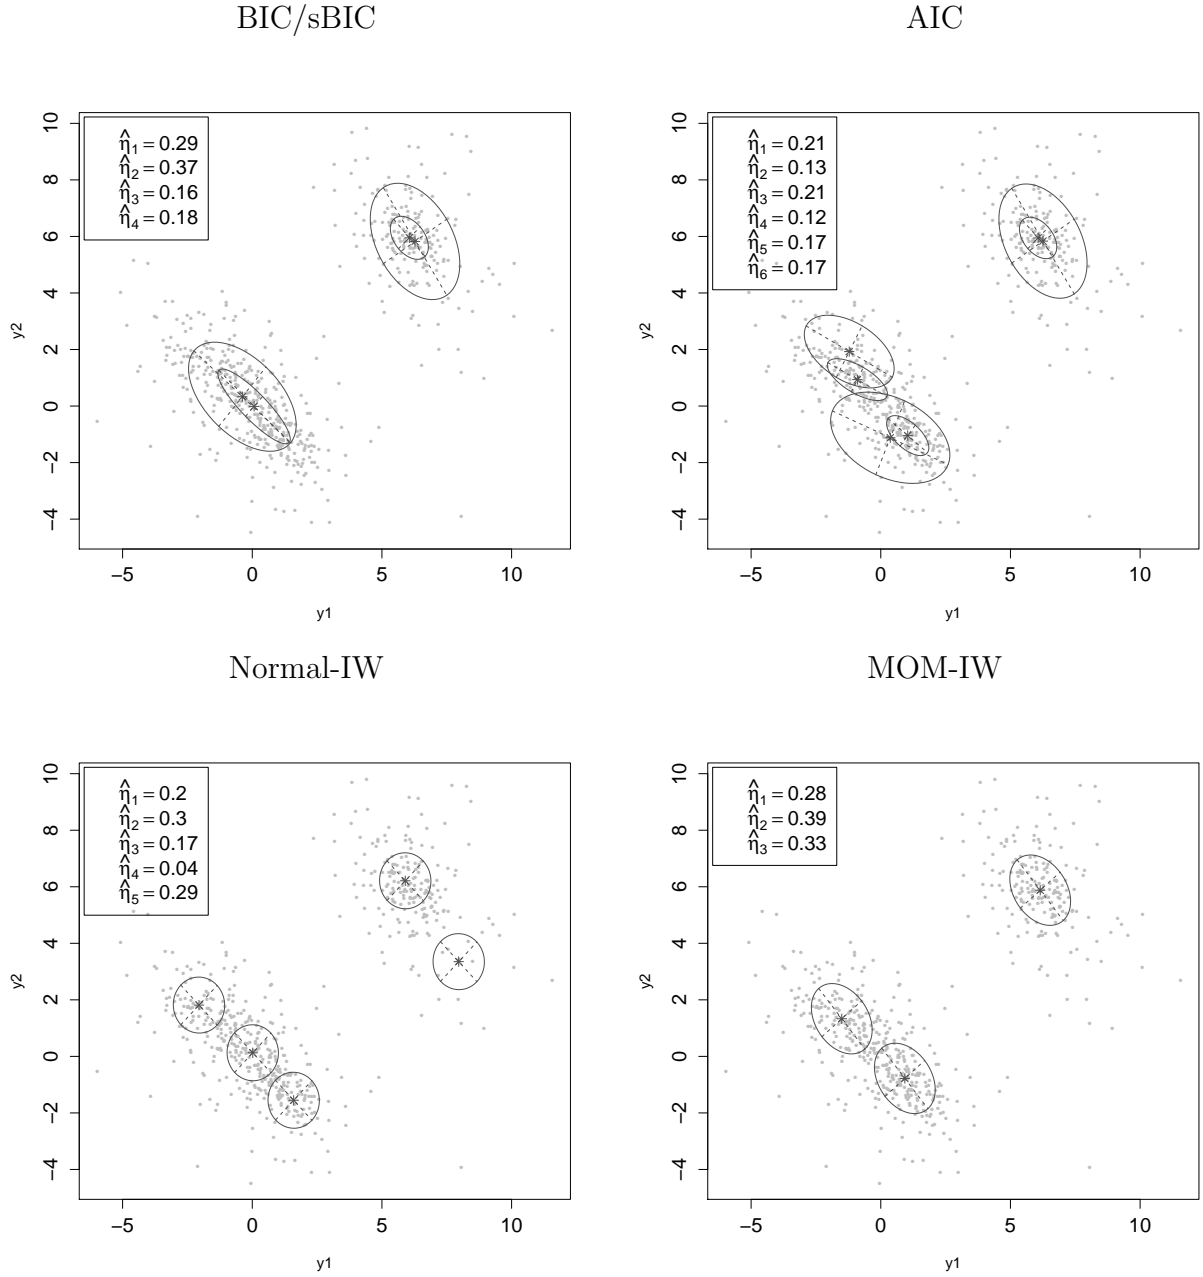 BIC/sBIC
AIC
η̂1 = 0.29
η̂2 = 0.37
η̂3 = 0.16
η̂4 = 0.18
10
8
6
4
2
0
−2
−4
y2
−5 0 5 10
y1
η̂1 = 0.21
η̂2 = 0.13
η̂3 = 0.21
η̂4 = 0.12
η̂5 = 0.17
η̂6 = 0.17
10
8
6
4
2
0
−2
−4
y2
−5 0 5 10
y1
Normal-IW
MOM-IW
η̂1 = 0.2
η̂2 = 0.3
η̂3 = 0.17
η̂4 = 0.04
η̂5 = 0.29
10
8
6
4
2
0
−2
−4
y2
−5 0 5 10
y1
η̂1 = 0.28
η̂2 = 0.39
η̂3 = 0.33
10
8
6
4
2
0
−2
−4
y2
−5 0 5 10
y1